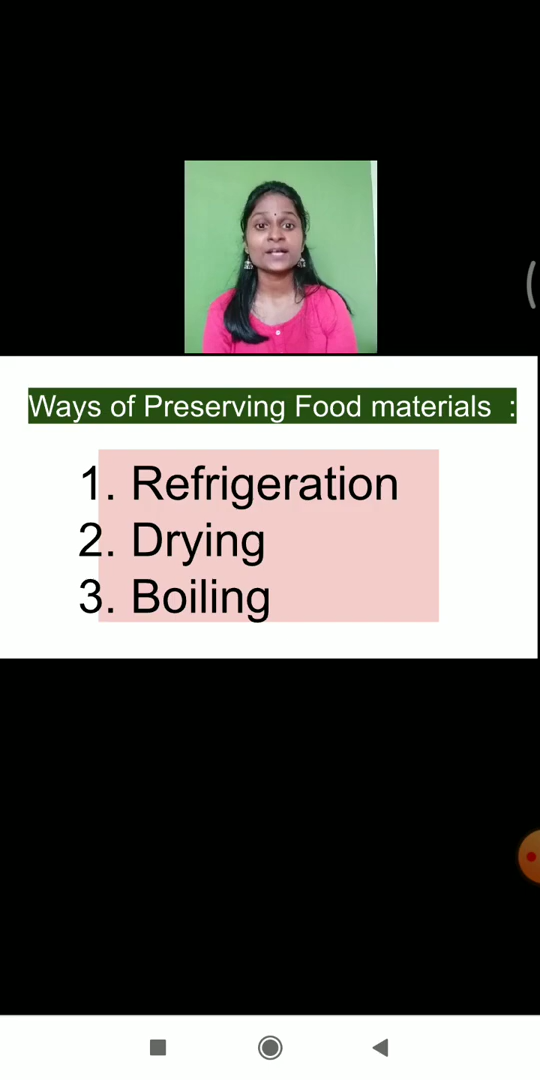 Ways of Preserving Food materials :
1. Refrigeration
2. Drying
3. Boiling